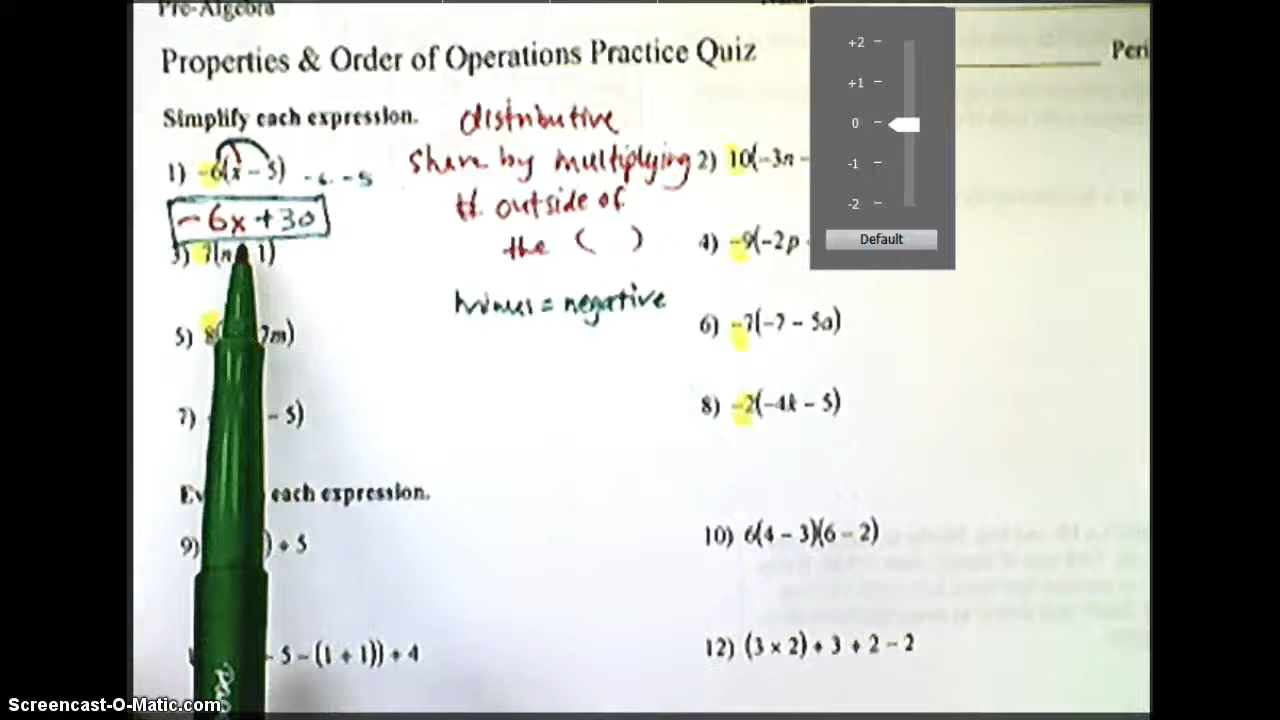 Pre-Algebra
Properties & Order of Operations Practice Quiz
Peri
Simplify each expression.
distributive
share by multiplying
outside of
the ( )
minus = negative
1) -6(x - 5) -6 · -5
-6x + 30
2) 10(-3n -
3) 7(n 1)
4) -9(-2p -
5) 8( 7m)
6) -7(-7 - 5a)
7) - 5)
8) -2(-4k - 5)
each expression.
9) ) + 5
10) 6(4 - 3)(6 - 2)
- 5 - (1 + 1)) + 4
12) (3 × 2) + 3 + 2 - 2
+2
+1
0
-1
-2
Default
Screencast-O-Matic.com